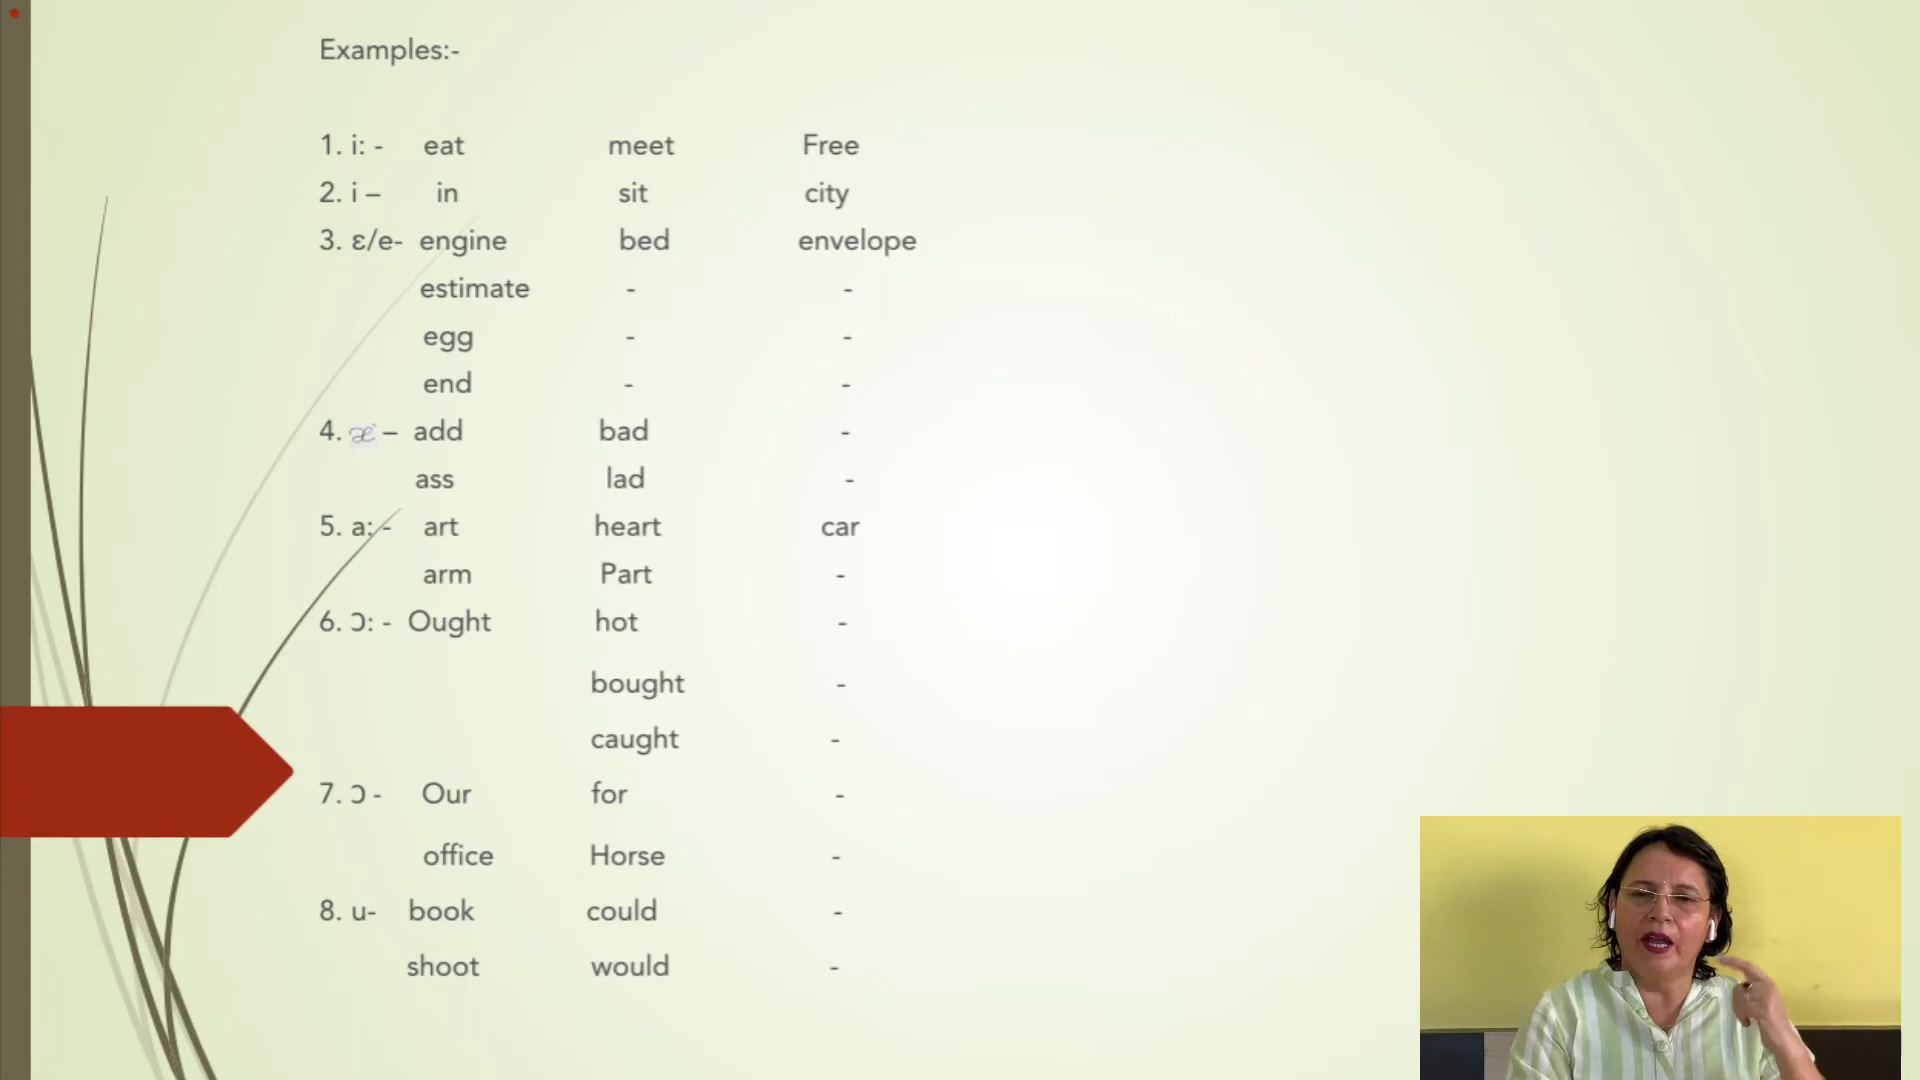 Examples:-
1. i: - eat meet Free
2. i – in sit city
3. ɛ/e- engine bed envelope
estimate - -
egg - -
end - -
4. æ – add bad -
ass lad -
5. a: - art heart car
arm Part -
6. Ɔ: - Ought hot -
bought -
caught -
7. Ɔ - Our for -
office Horse -
8. u- book could -
shoot would -